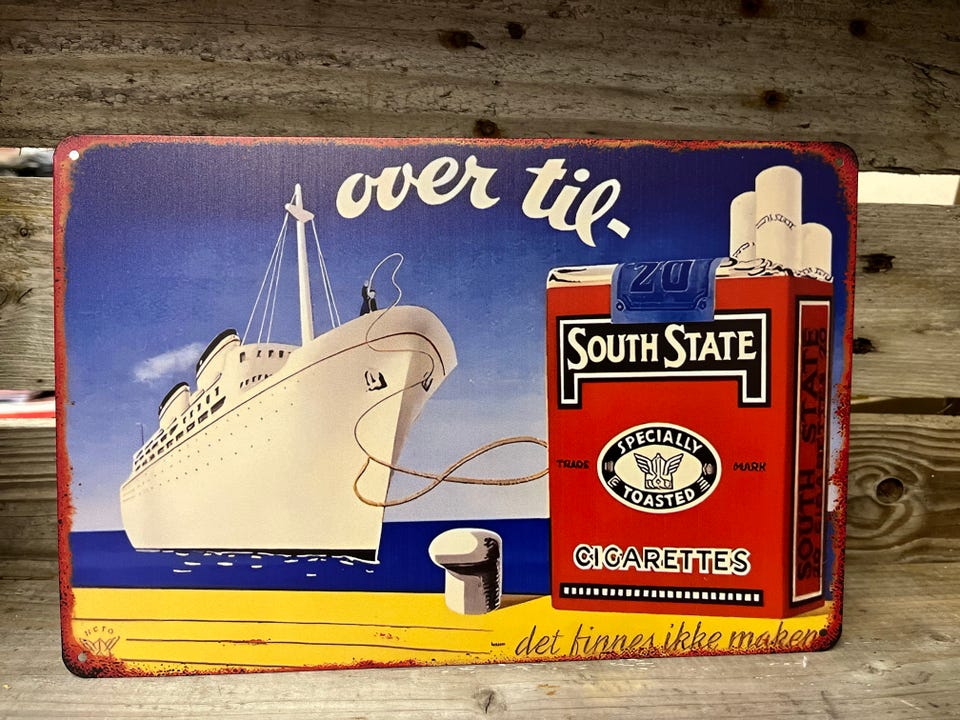 over til-
20
SOUTH STATE
SPECIALLY
TRADE MARK
TOASTED
CIGARETTES
SOUTH STATE
det finnes ikke maken